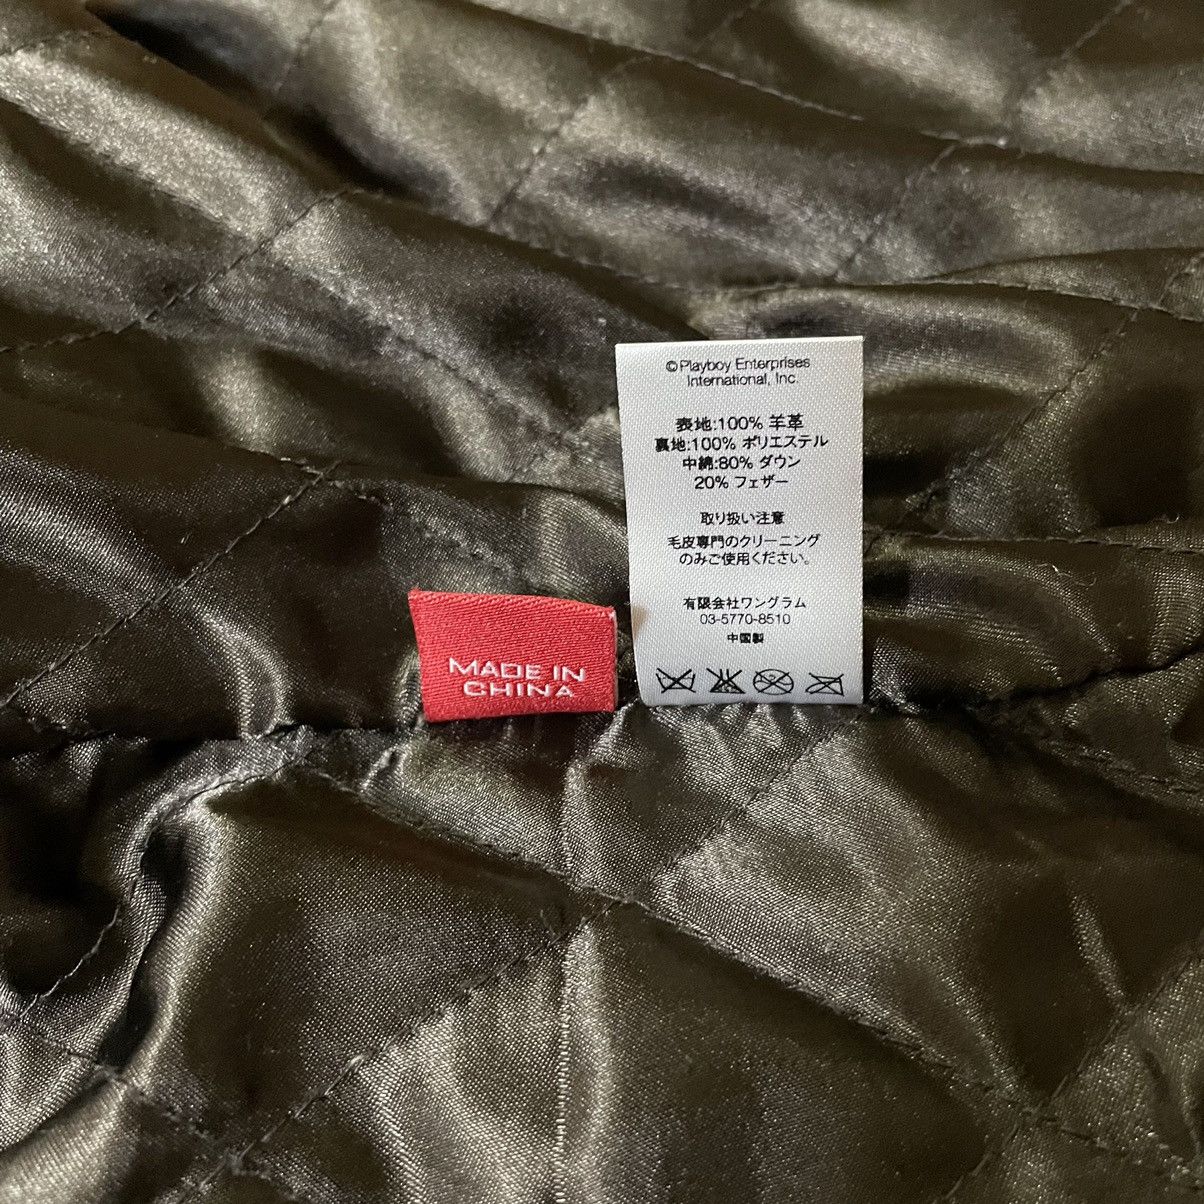 ©Playboy Enterprises
International, Inc.
表地:100% 羊革
裏地:100% ポリエステル
中綿:80% ダウン
20% フェザー
取り扱い注意
毛皮専門のクリーニング
のみご使用ください。
有限会社ワングラム
03-5770-8510
中国製
MADE IN
CHINA